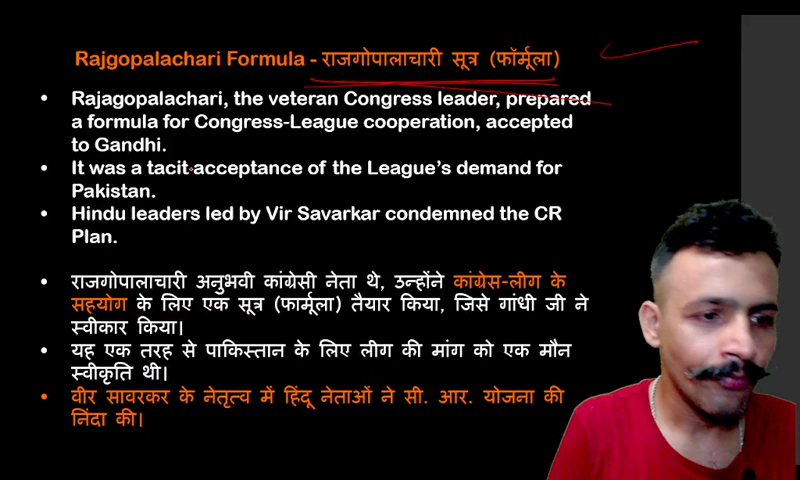 Rajgopalachari Formula - राजगोपालाचारी सूत्र (फॉर्मूला)
• Rajagopalachari, the veteran Congress leader, prepared
a formula for Congress-League cooperation, accepted
to Gandhi.
• It was a tacit acceptance of the League's demand for
Pakistan.
• Hindu leaders led by Vir Savarkar condemned the CR
Plan.
• राजगोपालाचारी अनुभवी कांग्रेसी नेता थे, उन्होंने कांग्रेस-लीग के
सहयोग के लिए एक सूत्र (फार्मूला) तैयार किया, जिसे गांधी जी ने
स्वीकार किया।
• यह एक तरह से पाकिस्तान के लिए लीग की मांग को एक मौन
स्वीकृति थी।
• वीर सावरकर के नेतृत्व में हिंदू नेताओं ने सी. आर. योजना की
निंदा की।